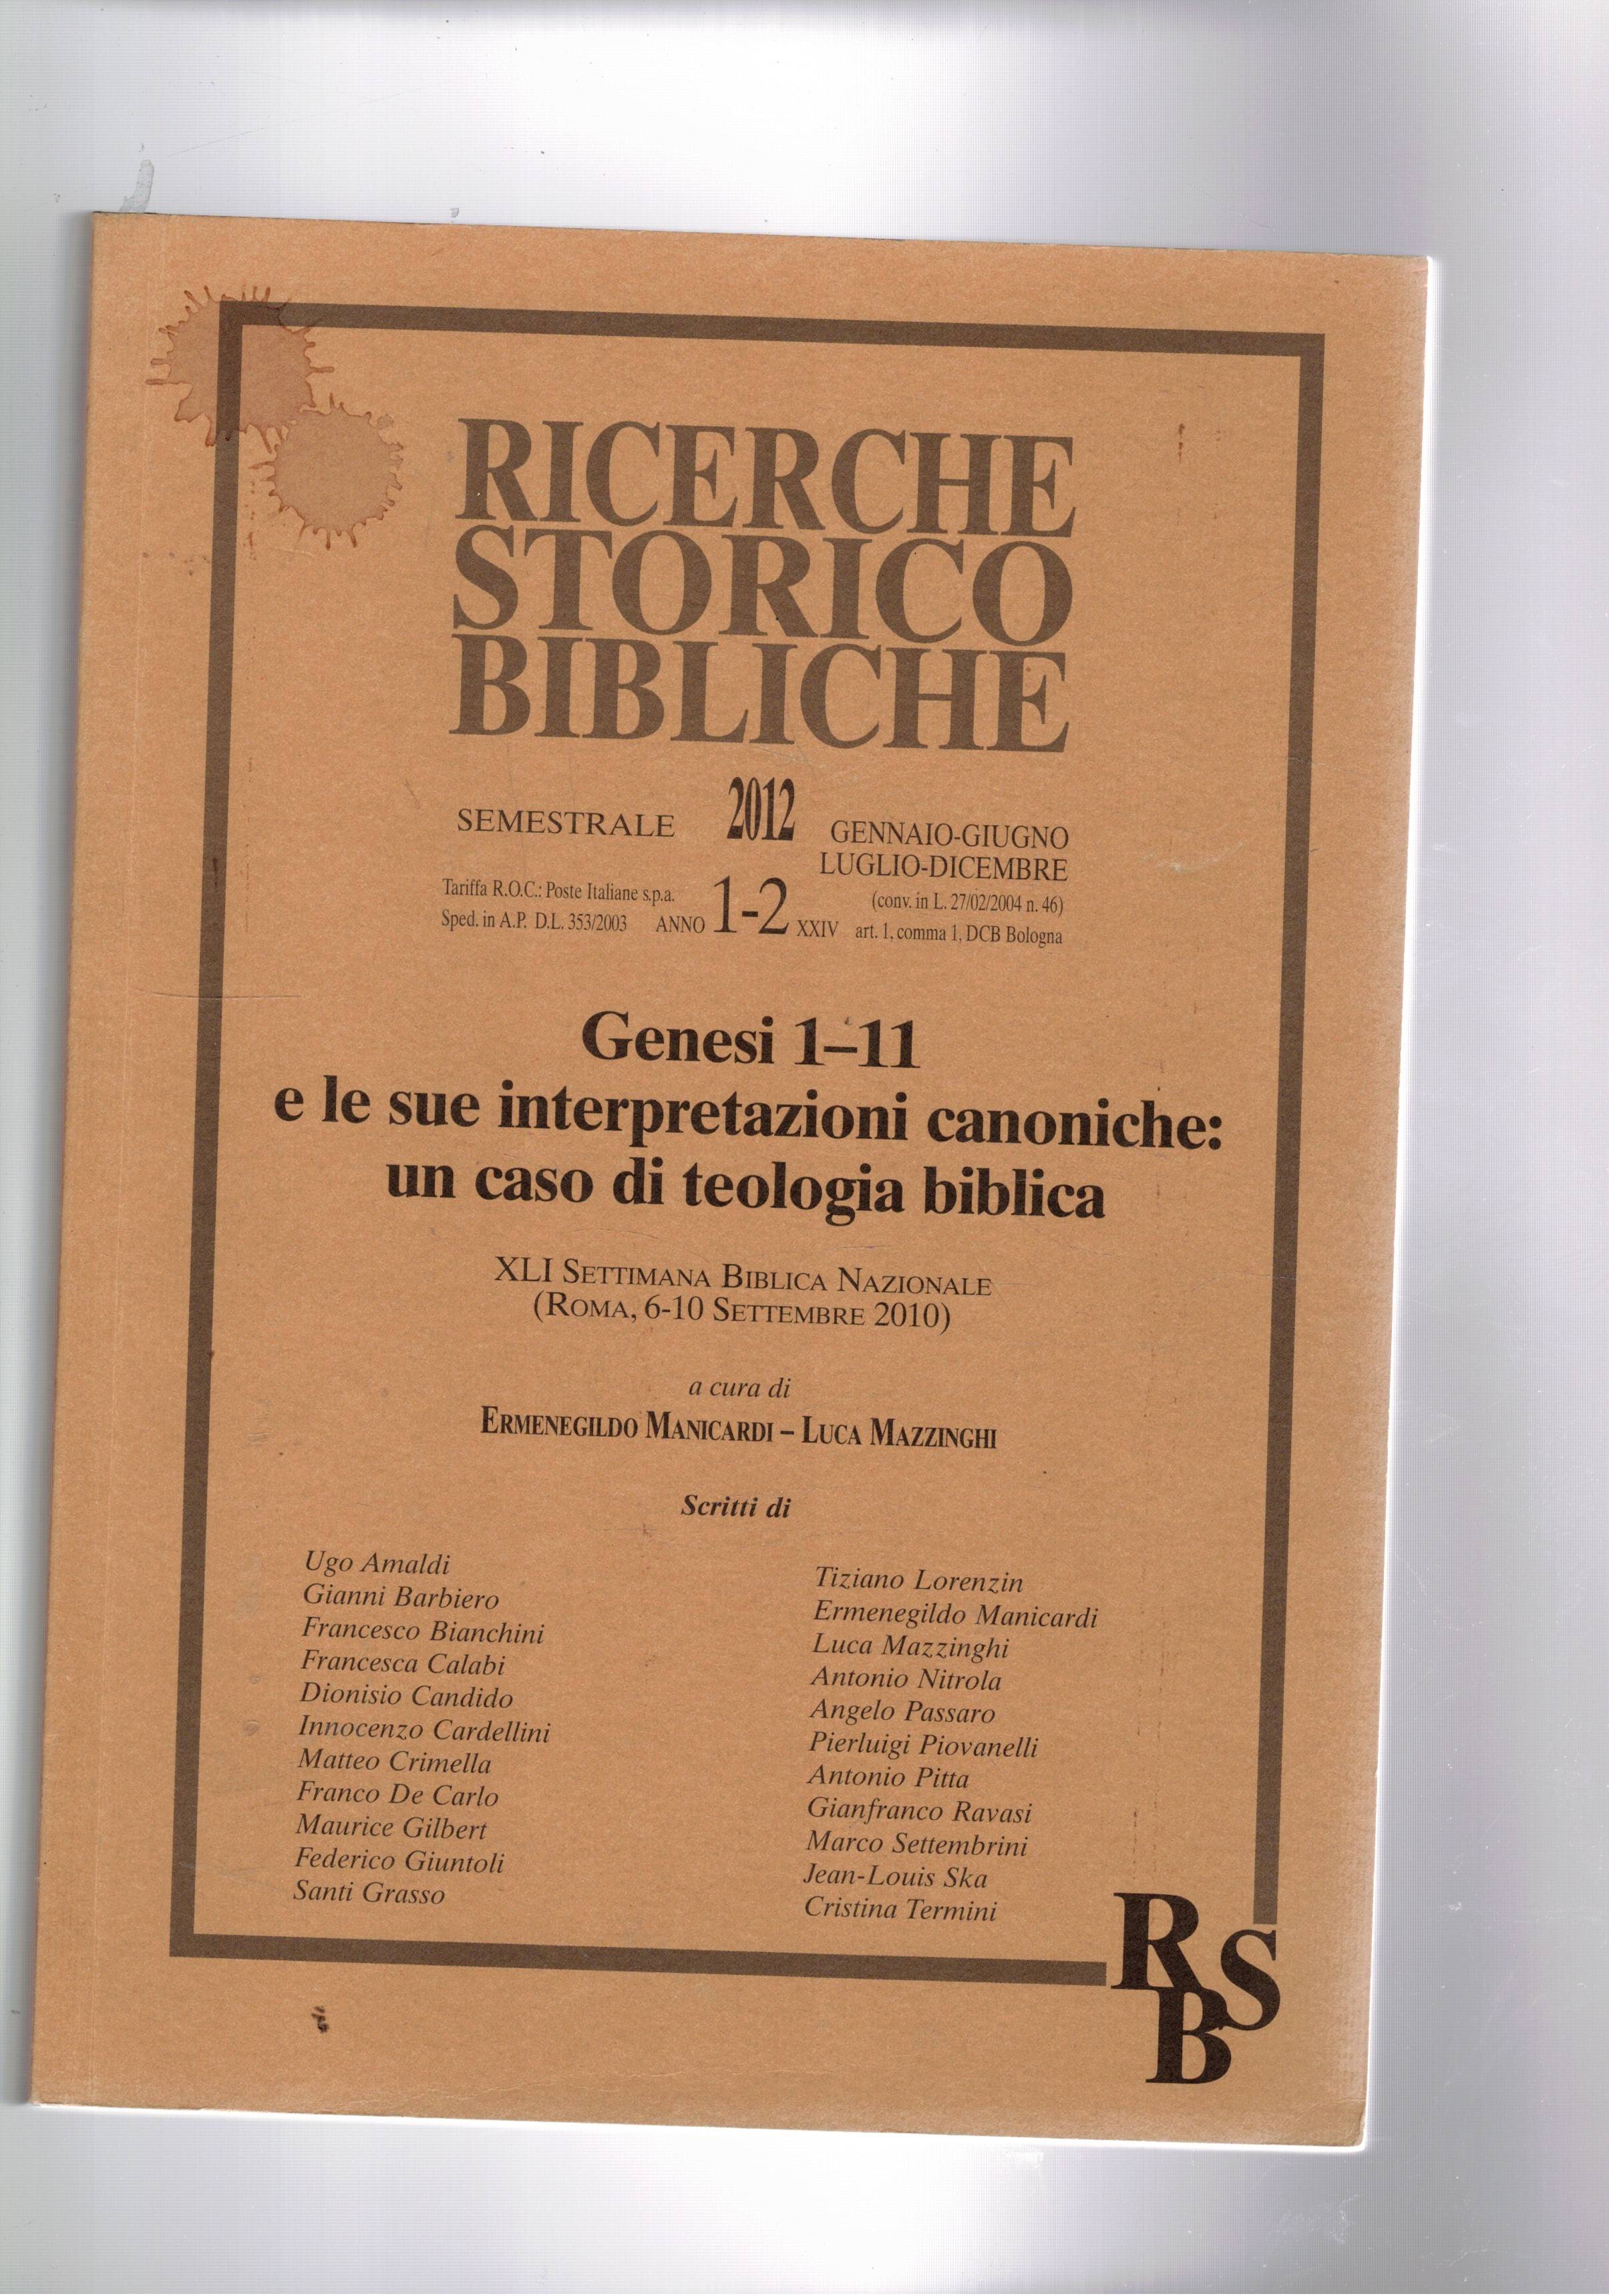 RICERCHE
STORICO
BIBLICHE
SEMESTRALE 2012 GENNAIO-GIUGNO
LUGLIO-DICEMBRE
Tariffa R.O.C.: Poste Italiane s.p.a. (conv. in L. 27/02/2004 n. 46)
Sped. in A.P. D.L. 353/2003 ANNO 1-2 XXIV art. 1, comma 1, DCB Bologna
Genesi 1–11
e le sue interpretazioni canoniche:
un caso di teologia biblica
XLI SETTIMANA BIBLICA NAZIONALE
(ROMA, 6-10 SETTEMBRE 2010)
a cura di
ERMENEGILDO MANICARDI – LUCA MAZZINGHI
Scritti di
Ugo Amaldi
Gianni Barbiero
Francesco Bianchini
Francesca Calabi
Dionisio Candido
Innocenzo Cardellini
Matteo Crimella
Franco De Carlo
Maurice Gilbert
Federico Giuntoli
Santi Grasso
Tiziano Lorenzin
Ermenegildo Manicardi
Luca Mazzinghi
Antonio Nitrola
Angelo Passaro
Pierluigi Piovanelli
Antonio Pitta
Gianfranco Ravasi
Marco Settembrini
Jean-Louis Ska
Cristina Termini
RSB